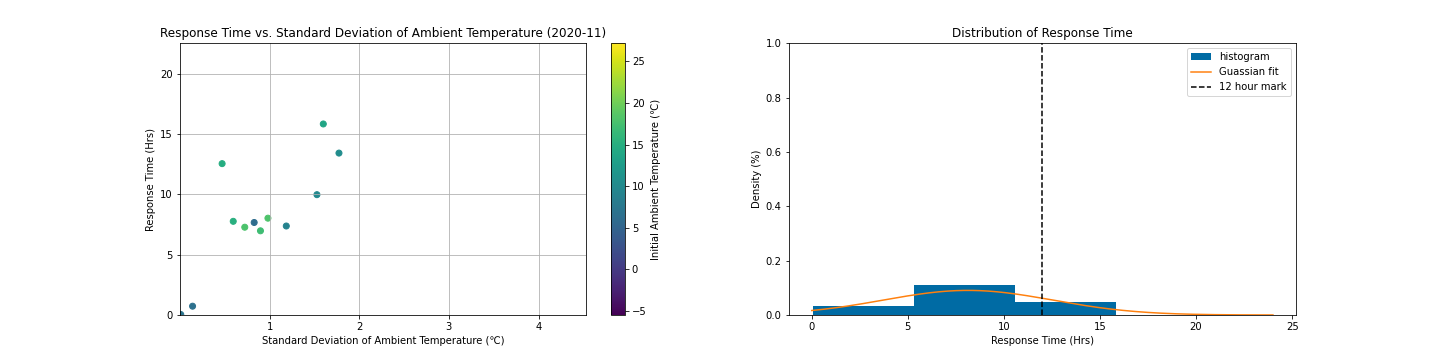 Response Time vs. Standard Deviation of Ambient Temperature (2020-11)
20
15
10
5
0
Response Time (Hrs)
1
2
3
4
Standard Deviation of Ambient Temperature (℃)
25
20
15
10
5
0
−5
Initial Ambient Temperature (℃)
Distribution of Response Time
1.0
0.8
0.6
0.4
0.2
0.0
Density (%)
0
5
10
15
20
25
Response Time (Hrs)
histogram
Guassian fit
12 hour mark